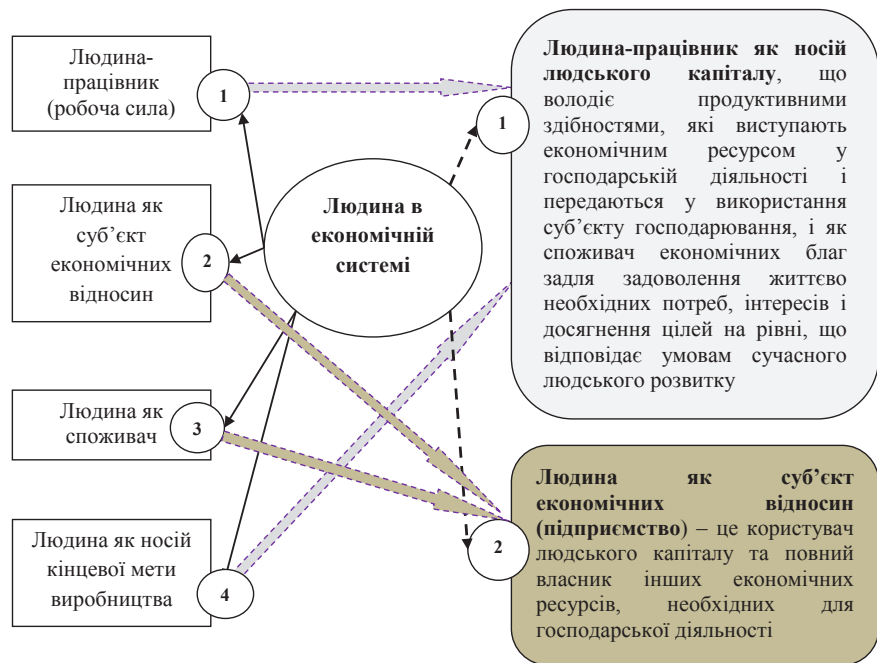 Людина-
працівник
(робоча сила)
1
Людина як
суб’єкт
економічних
відносин
2
Людина як
споживач
3
Людина як носій
кінцевої мети
виробництва
4
Людина в
економічній
системі
1
Людина-працівник як носій
людського капіталу, що
володіє продуктивними
здібностями, які виступають
економічним ресурсом у
господарській діяльності і
передаються у використання
суб’єкту господарювання, і як
споживач економічних благ
задля задоволення життєво
необхідних потреб, інтересів і
досягнення цілей на рівні, що
відповідає умовам сучасного
людського розвитку
2
Людина як суб’єкт
економічних відносин
(підприємство) – це користувач
людського капіталу та повний
власник інших економічних
ресурсів, необхідних для
господарської діяльності